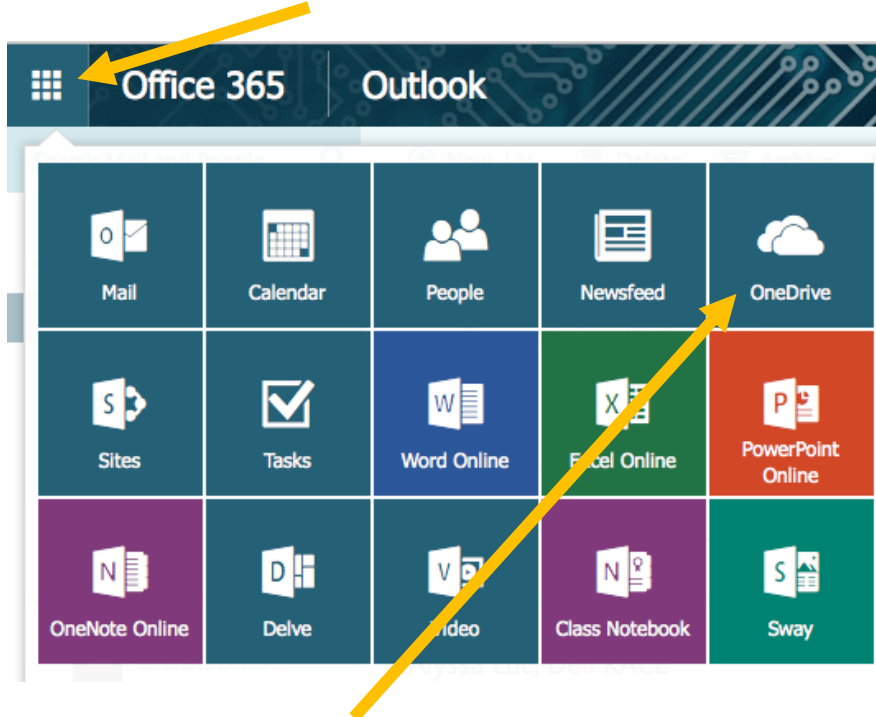 Office 365 Outlook
Mail Calendar People Newsfeed OneDrive
Sites Tasks Word Online Excel Online PowerPoint
Online
OneNote Online Delve Video Class Notebook Sway